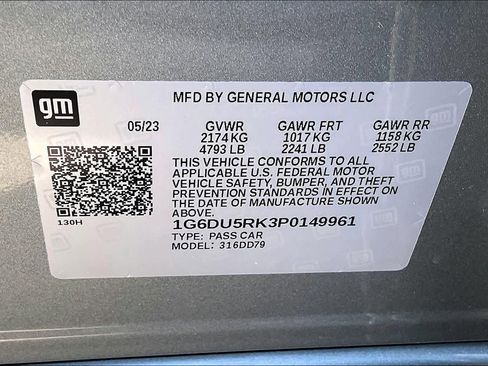 gm
MFD BY GENERAL MOTORS LLC
05/23 GVWR GAWR FRT GAWR RR
2174 KG 1017 KG 1158 KG
4793 LB 2241 LB 2552 LB
THIS VEHICLE CONFORMS TO ALL
APPLICABLE U.S. FEDERAL MOTOR
VEHICLE SAFETY, BUMPER, AND THEFT
PREVENTION STANDARDS IN EFFECT ON
THE DATE OF MANUFACTURE SHOWN
ABOVE.
130H
1G6DU5RK3P0149961
TYPE: PASS CAR
MODEL: 316DD79